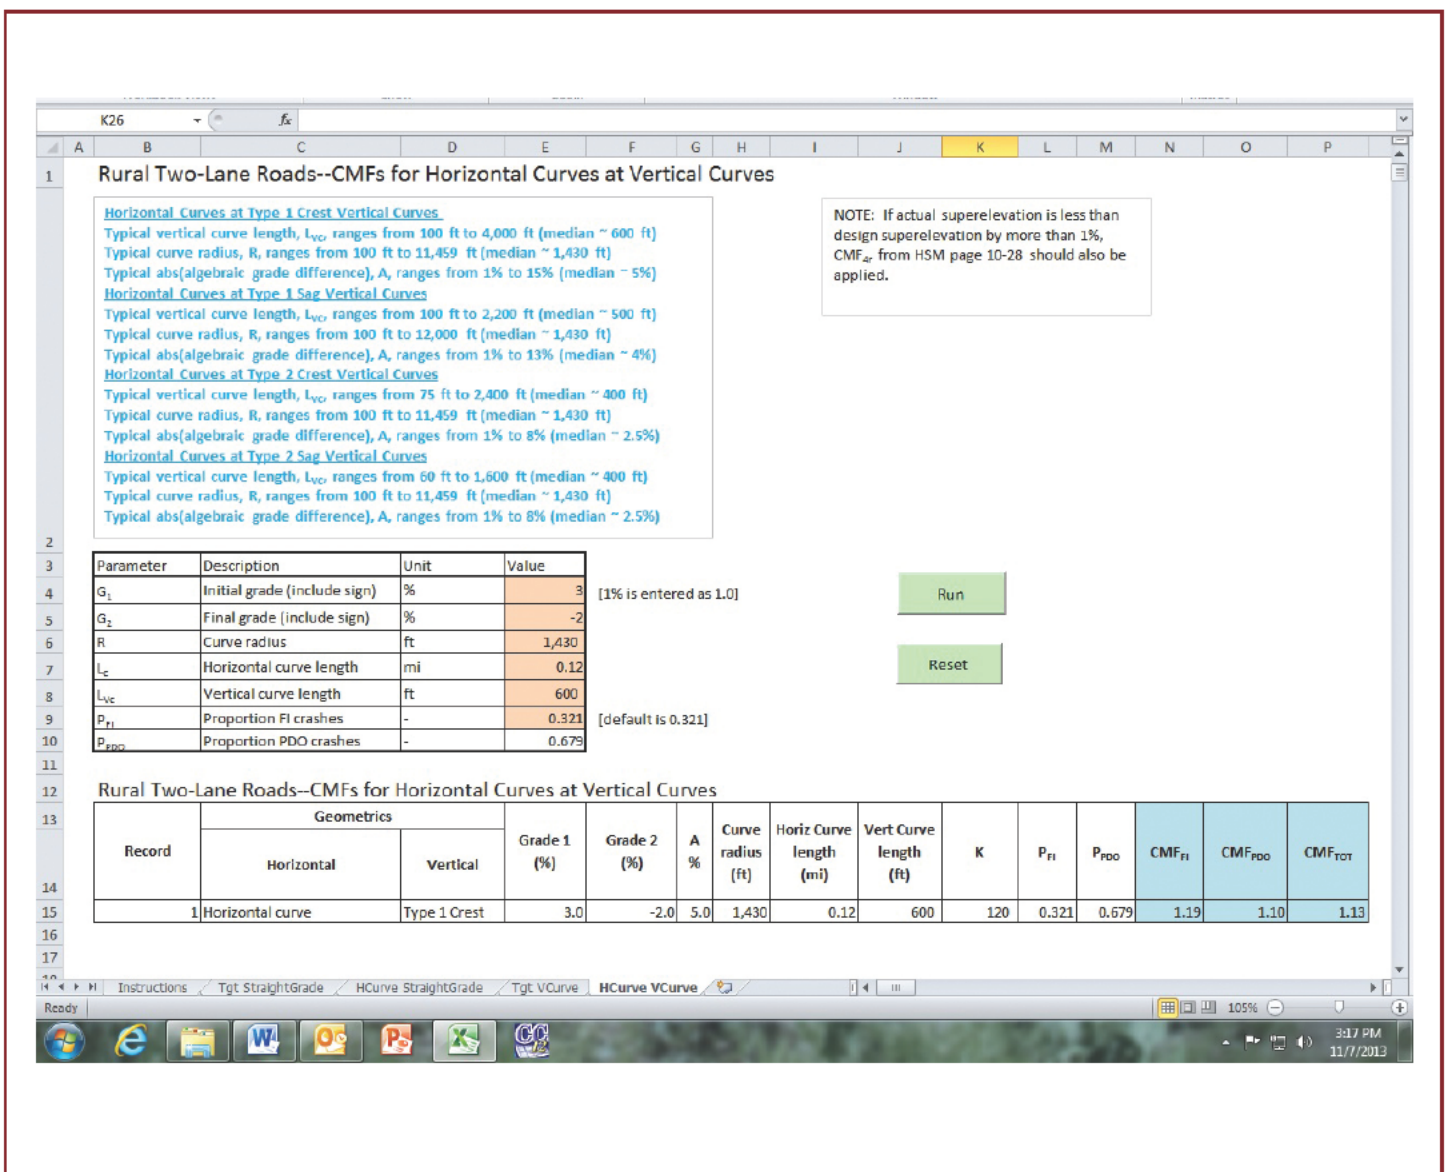 K26
fx
A B C D E F G H I J K L M N O P
1 Rural Two-Lane Roads--CMFs for Horizontal Curves at Vertical Curves
Horizontal Curves at Type 1 Crest Vertical Curves
Typical vertical curve length, Lvc, ranges from 100 ft to 4,000 ft (median ~ 600 ft)
Typical curve radius, R, ranges from 100 ft to 11,459 ft (median ~ 1,430 ft)
Typical abs(algebraic grade difference), A, ranges from 1% to 15% (median ~ 5%)
Horizontal Curves at Type 1 Sag Vertical Curves
Typical vertical curve length, Lvc, ranges from 100 ft to 2,200 ft (median ~ 500 ft)
Typical curve radius, R, ranges from 100 ft to 12,000 ft (median ~ 1,430 ft)
Typical abs(algebraic grade difference), A, ranges from 1% to 13% (median ~ 4%)
Horizontal Curves at Type 2 Crest Vertical Curves
Typical vertical curve length, Lvc, ranges from 75 ft to 2,400 ft (median ~ 400 ft)
Typical curve radius, R, ranges from 100 ft to 11,459 ft (median ~ 1,430 ft)
Typical abs(algebraic grade difference), A, ranges from 1% to 8% (median ~ 2.5%)
Horizontal Curves at Type 2 Sag Vertical Curves
Typical vertical curve length, Lvc, ranges from 60 ft to 1,600 ft (median ~ 400 ft)
Typical curve radius, R, ranges from 100 ft to 11,459 ft (median ~ 1,430 ft)
Typical abs(algebraic grade difference), A, ranges from 1% to 8% (median ~ 2.5%)
NOTE: If actual superelevation is less than
design superelevation by more than 1%,
CMF4r from HSM page 10-28 should also be
applied.
2
3 Parameter Description Unit Value
4 G1 Initial grade (include sign) % 3 [1% is entered as 1.0]
5 G2 Final grade (include sign) % -2
6 R Curve radius ft 1,430
7 Lc Horizontal curve length mi 0.12
8 Lvc Vertical curve length ft 600
9 PFI Proportion FI crashes - 0.321 [default is 0.321]
10 PPDO Proportion PDO crashes - 0.679
Run
Reset
11
12 Rural Two-Lane Roads--CMFs for Horizontal Curves at Vertical Curves
13 Geometrics
14 Record Horizontal Vertical Grade 1 (%) Grade 2 (%) A % Curve radius (ft) Horiz Curve length (mi) Vert Curve length (ft) K PFI PPDO CMFFI CMFPDO CMFTOT
15 1 Horizontal curve Type 1 Crest 3.0 -2.0 5.0 1,430 0.12 600 120 0.321 0.679 1.19 1.10 1.13
16
17
Instructions Tgt StraightGrade HCurve StraightGrade Tgt VCurve HCurve VCurve
Ready 105%
3:17 PM
11/7/2013